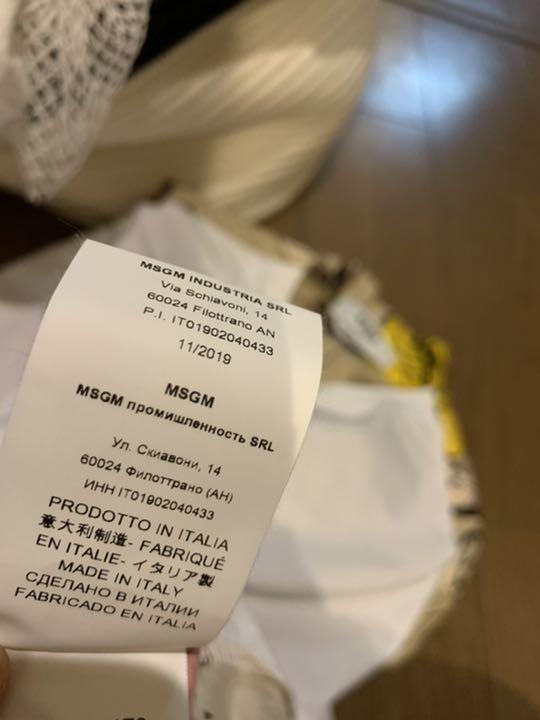 MSGM INDUSTRIA SRL
Via Schiavoni, 14
60024 Filottrano AN
P.I. IT01902040433
11/2019
MSGM
MSGM промишленность SRL
Ул. Скиавони, 14
60024 Филоттрано (АН)
ИНН IT01902040433
PRODOTTO IN ITALIA
意大利制造- FABRIQUÉ
EN ITALIE- イタリア製
MADE IN ITALY
СДЕЛАНО В ИТАЛИИ
FABRICADO EN ITALIA